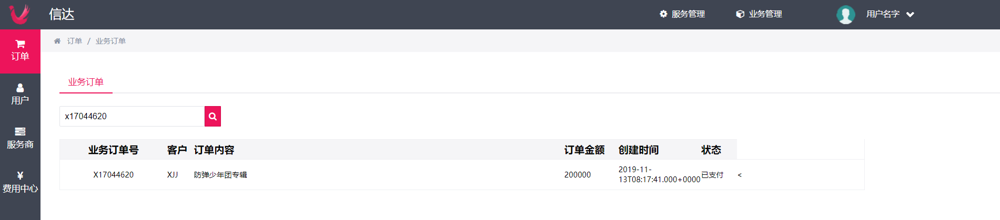 信达
服务管理
业务管理
用户名字
订单 / 业务订单
订单
用户
服务商
¥
费用中心
业务订单
x17044620
业务订单号 客户 订单内容 订单金额 创建时间 状态
X17044620 XJJ 防弹少年团专辑 200000 2019-11-
13T08:17:41.000+0000 已支付 <